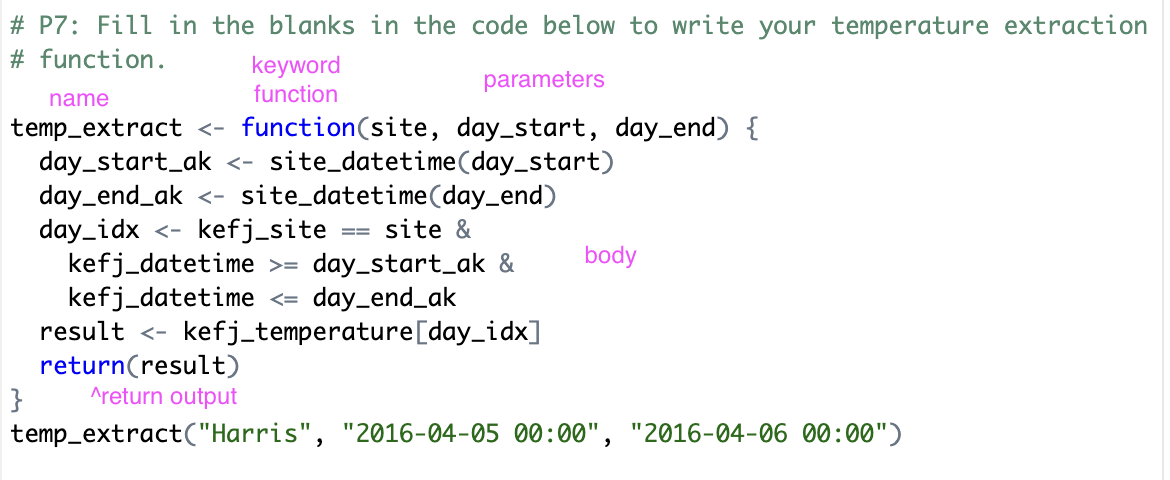 # P7: Fill in the blanks in the code below to write your temperature extraction
# function.
keyword
function
parameters
name
temp_extract <- function(site, day_start, day_end) {
  day_start_ak <- site_datetime(day_start)
  day_end_ak <- site_datetime(day_end)
  day_idx <- kefj_site == site &
    kefj_datetime >= day_start_ak &
body
    kefj_datetime <= day_end_ak
  result <- kefj_temperature[day_idx]
  return(result)
}
^return output
temp_extract("Harris", "2016-04-05 00:00", "2016-04-06 00:00")